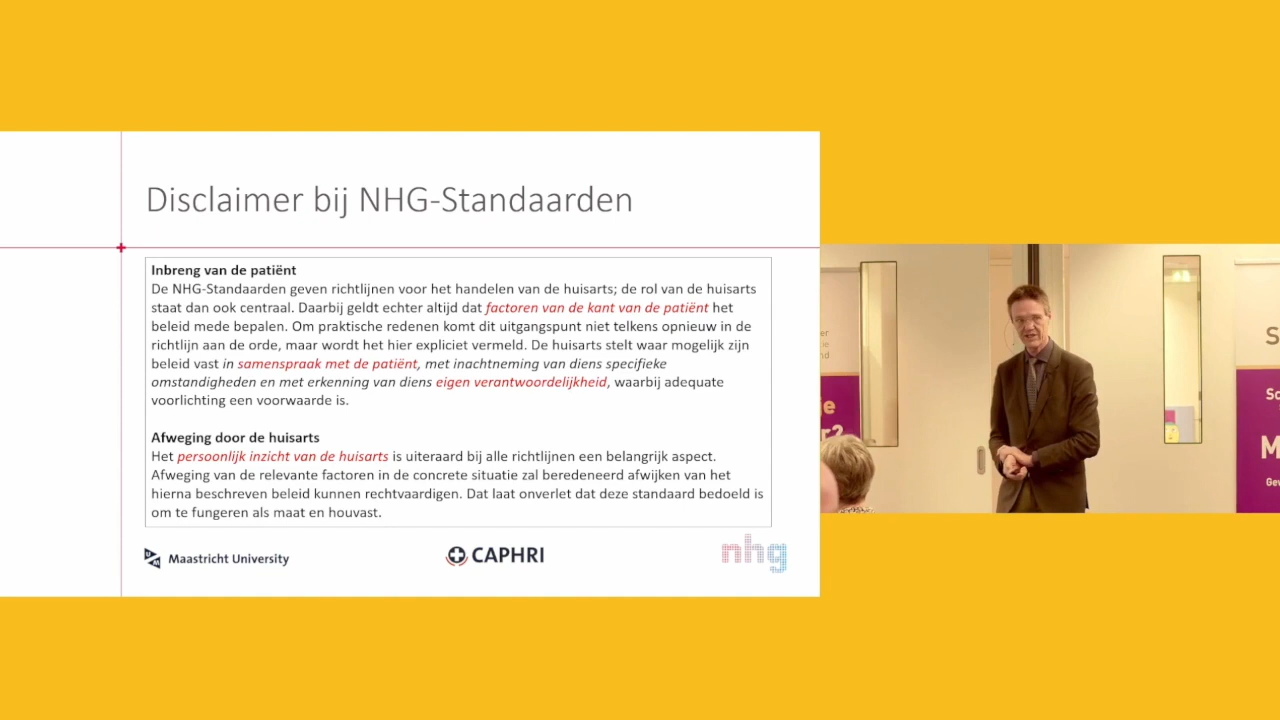 Disclaimer bij NHG-Standaarden
Inbreng van de patiënt
De NHG-Standaarden geven richtlijnen voor het handelen van de huisarts; de rol van de huisarts
staat dan ook centraal. Daarbij geldt echter altijd dat factoren van de kant van de patiënt het
beleid mede bepalen. Om praktische redenen komt dit uitgangspunt niet telkens opnieuw in de
richtlijn aan de orde, maar wordt het hier expliciet vermeld. De huisarts stelt waar mogelijk zijn
beleid vast in samenspraak met de patiënt, met inachtneming van diens specifieke
omstandigheden en met erkenning van diens eigen verantwoordelijkheid, waarbij adequate
voorlichting een voorwaarde is.
Afweging door de huisarts
Het persoonlijk inzicht van de huisarts is uiteraard bij alle richtlijnen een belangrijk aspect.
Afweging van de relevante factoren in de concrete situatie zal beredeneerd afwijken van het
hierna beschreven beleid kunnen rechtvaardigen. Dat laat onverlet dat deze standaard bedoeld is
om te fungeren als maat en houvast.
Maastricht University
CAPHRI
nhg